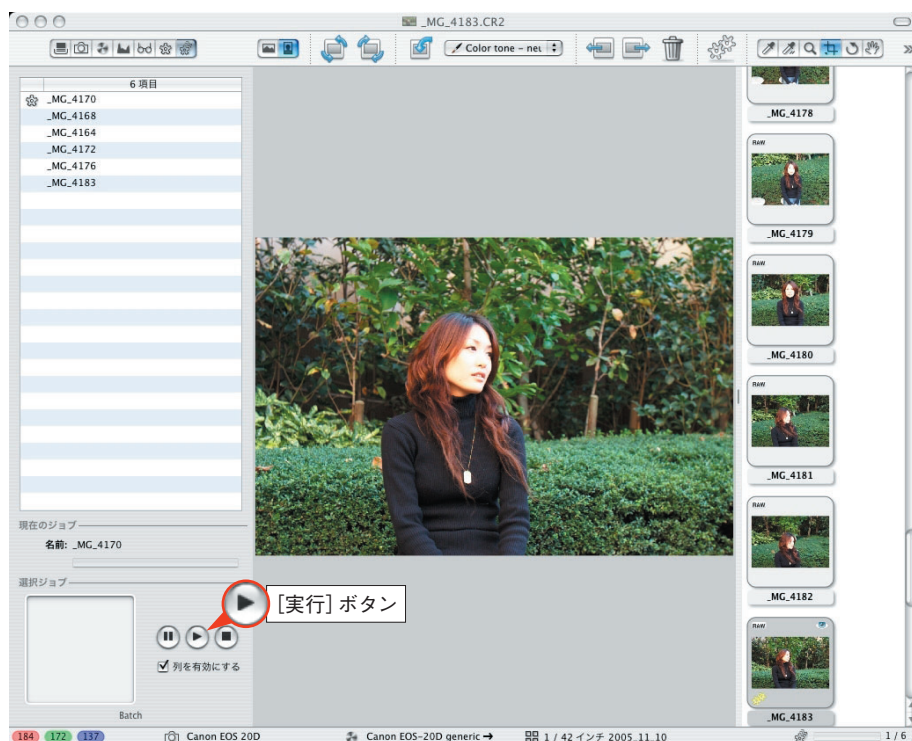 _MG_4183.CR2
Color tone – neu
6 項目
_MG_4170
_MG_4168
_MG_4164
_MG_4172
_MG_4176
_MG_4183
現在のジョブ
名前: _MG_4170
選択ジョブ
[実行] ボタン
列を有効にする
Batch
_MG_4178
RAW
_MG_4179
RAW
_MG_4180
RAW
_MG_4181
RAW
_MG_4182
RAW
_MG_4183
184 172 137
Canon EOS 20D
Canon EOS-20D generic
1 / 42 インチ 2005_11_10
1 / 6